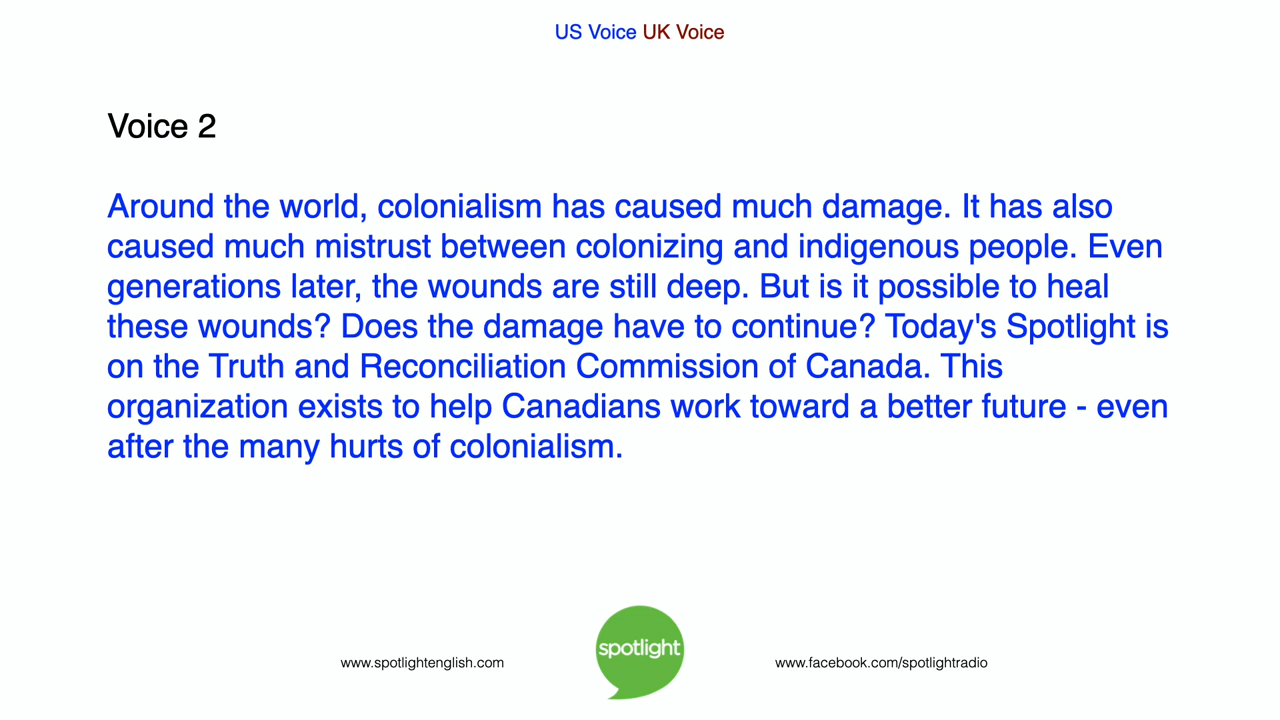 US Voice UK Voice
Voice 2
Around the world, colonialism has caused much damage. It has also
caused much mistrust between colonizing and indigenous people. Even
generations later, the wounds are still deep. But is it possible to heal
these wounds? Does the damage have to continue? Today's Spotlight is
on the Truth and Reconciliation Commission of Canada. This
organization exists to help Canadians work toward a better future - even
after the many hurts of colonialism.
www.spotlightenglish.com
spotlight
www.facebook.com/spotlightradio